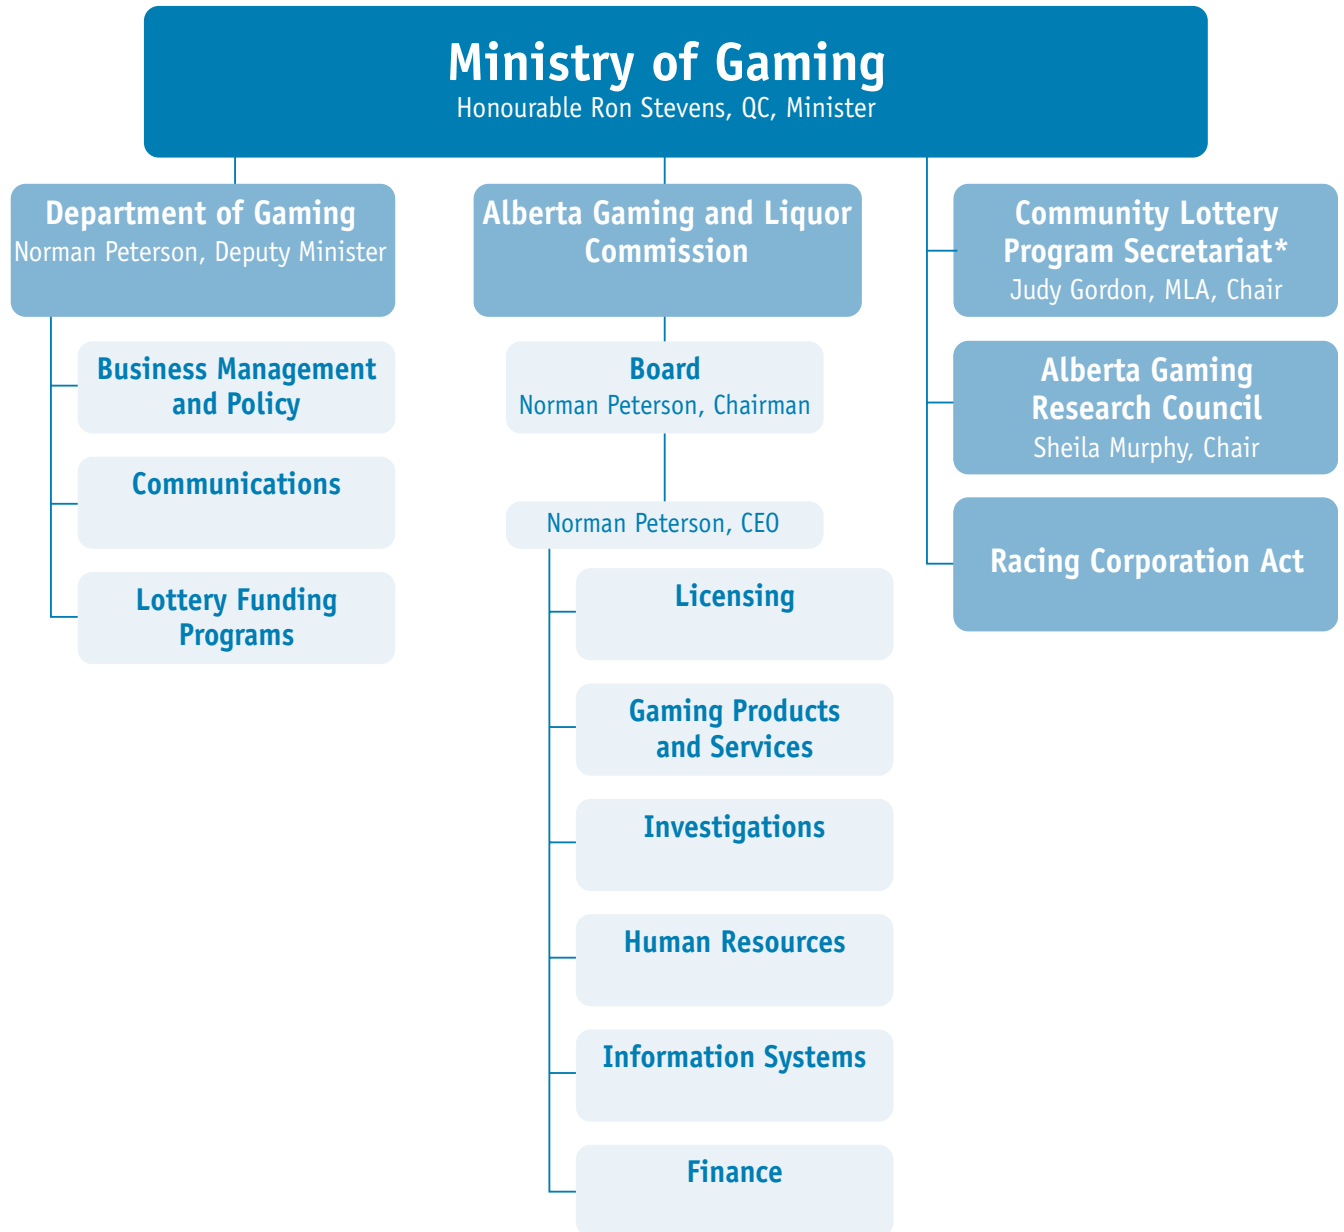 Ministry of Gaming
Honourable Ron Stevens, QC, Minister
Department of Gaming
Norman Peterson, Deputy Minister
Business Management
and Policy
Communications
Lottery Funding
Programs
Alberta Gaming and Liquor
Commission
Board
Norman Peterson, Chairman
Norman Peterson, CEO
Licensing
Gaming Products
and Services
Investigations
Human Resources
Information Systems
Finance
Community Lottery
Program Secretariat*
Judy Gordon, MLA, Chair
Alberta Gaming
Research Council
Sheila Murphy, Chair
Racing Corporation Act